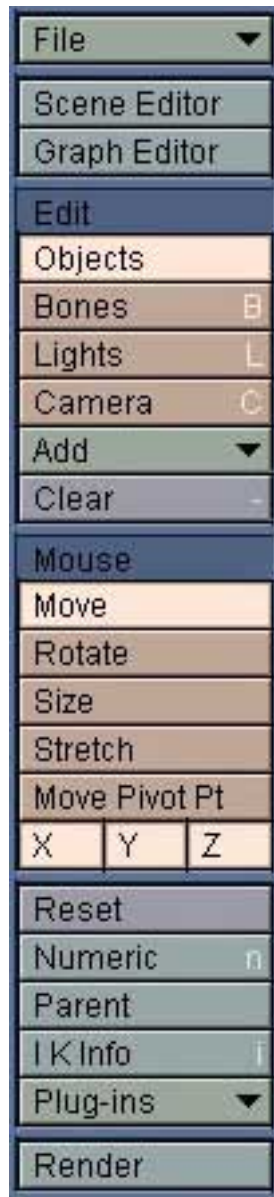 File
Scene Editor
Graph Editor
Edit
Objects
Bones B
Lights L
Camera C
Add
Clear -
Mouse
Move
Rotate
Size
Stretch
Move Pivot Pt
X Y Z
Reset
Numeric n
Parent
I K Info i
Plug-ins
Render